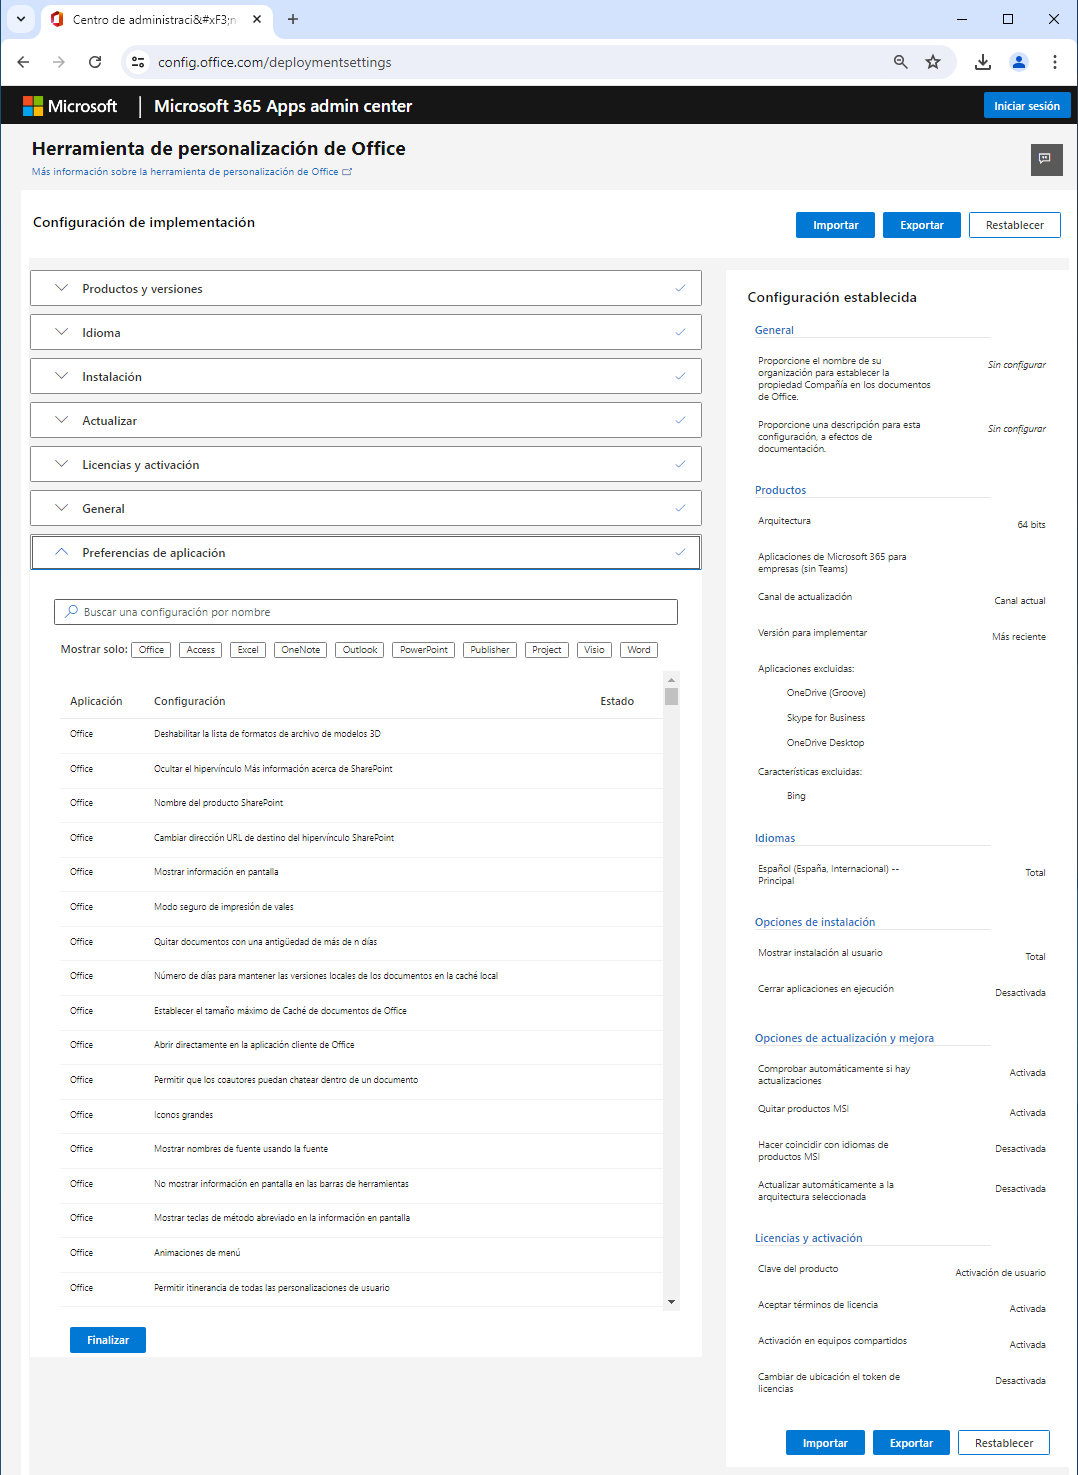 Centro de administraci&#xF3;n
config.office.com/deploymentsettings
Microsoft
Microsoft 365 Apps admin center
Iniciar sesión
Herramienta de personalización de Office
Más información sobre la herramienta de personalización de Office
Configuración de implementación
Importar
Exportar
Restablecer
Productos y versiones
Idioma
Instalación
Actualizar
Licencias y activación
General
Preferencias de aplicación
Buscar una configuración por nombre
Mostrar solo: Office Access Excel OneNote Outlook PowerPoint Publisher Project Visio Word
Aplicación Configuración Estado
Office Deshabilitar la lista de formatos de archivo de modelos 3D
Office Ocultar el hipervínculo Más información acerca de SharePoint
Office Nombre del producto SharePoint
Office Cambiar dirección URL de destino del hipervínculo SharePoint
Office Mostrar información en pantalla
Office Modo seguro de impresión de vales
Office Quitar documentos con una antigüedad de más de n días
Office Número de días para mantener las versiones locales de los documentos en la caché local
Office Establecer el tamaño máximo de Caché de documentos de Office
Office Abrir directamente en la aplicación cliente de Office
Office Permitir que los coautores puedan chatear dentro de un documento
Office Iconos grandes
Office Mostrar nombres de fuente usando la fuente
Office No mostrar información en pantalla en las barras de herramientas
Office Mostrar teclas de método abreviado en la información en pantalla
Office Animaciones de menú
Office Permitir itinerancia de todas las personalizaciones de usuario
Finalizar
Configuración establecida
General
Proporcione el nombre de su
organización para establecer la
propiedad Compañía en los documentos
de Office.
Sin configurar
Proporcione una descripción para esta
configuración, a efectos de
documentación.
Sin configurar
Productos
Arquitectura
64 bits
Aplicaciones de Microsoft 365 para
empresas (sin Teams)
Canal de actualización
Canal actual
Versión para implementar
Más reciente
Aplicaciones excluidas:
OneDrive (Groove)
Skype for Business
OneDrive Desktop
Características excluidas:
Bing
Idiomas
Español (España, Internacional) --
Principal
Total
Opciones de instalación
Mostrar instalación al usuario
Total
Cerrar aplicaciones en ejecución
Desactivada
Opciones de actualización y mejora
Comprobar automáticamente si hay
actualizaciones
Activada
Quitar productos MSI
Activada
Hacer coincidir con idiomas de
productos MSI
Desactivada
Actualizar automáticamente a la
arquitectura seleccionada
Desactivada
Licencias y activación
Clave del producto
Activación de usuario
Aceptar términos de licencia
Activada
Activación en equipos compartidos
Activada
Cambiar de ubicación el token de
licencias
Desactivada
Importar
Exportar
Restablecer